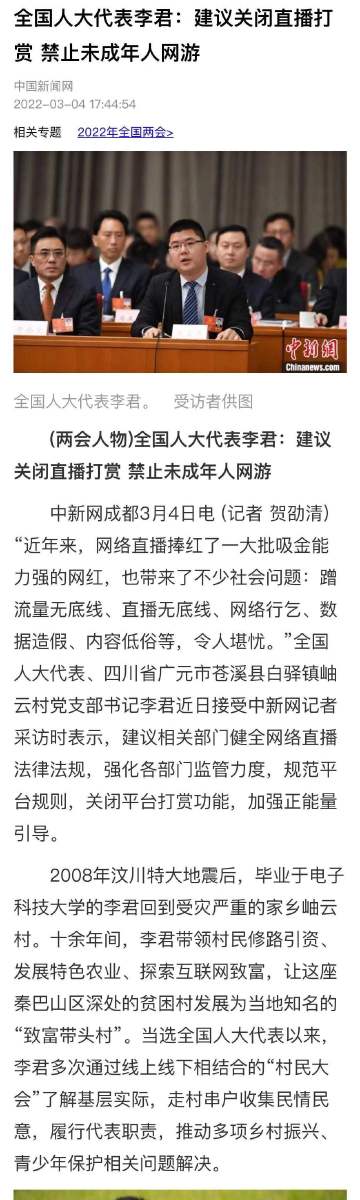 全国人大代表李君：建议关闭直播打
赏 禁止未成年人网游
中国新闻网
2022-03-04 17:44:54
相关专题 2022年全国两会>
中新网
Chinanews.com
全国人大代表李君。 受访者供图
(两会人物)全国人大代表李君：建议
关闭直播打赏 禁止未成年人网游
中新网成都3月4日电 (记者 贺劭清)
“近年来，网络直播捧红了一大批吸金能
力强的网红，也带来了不少社会问题：蹭
流量无底线、直播无底线、网络行乞、数
据造假、内容低俗等，令人堪忧。”全国
人大代表、四川省广元市苍溪县白驿镇岫
云村党支部书记李君近日接受中新网记者
采访时表示，建议相关部门健全网络直播
法律法规，强化各部门监管力度，规范平
台规则，关闭平台打赏功能，加强正能量
引导。
2008年汶川特大地震后，毕业于电子
科技大学的李君回到受灾严重的家乡岫云
村。十余年间，李君带领村民修路引资、
发展特色农业、探索互联网致富，让这座
秦巴山区深处的贫困村发展为当地知名的
“致富带头村”。当选全国人大代表以来，
李君多次通过线上线下相结合的“村民大
会”了解基层实际，走村串户收集民情民
意，履行代表职责，推动多项乡村振兴、
青少年保护相关问题解决。